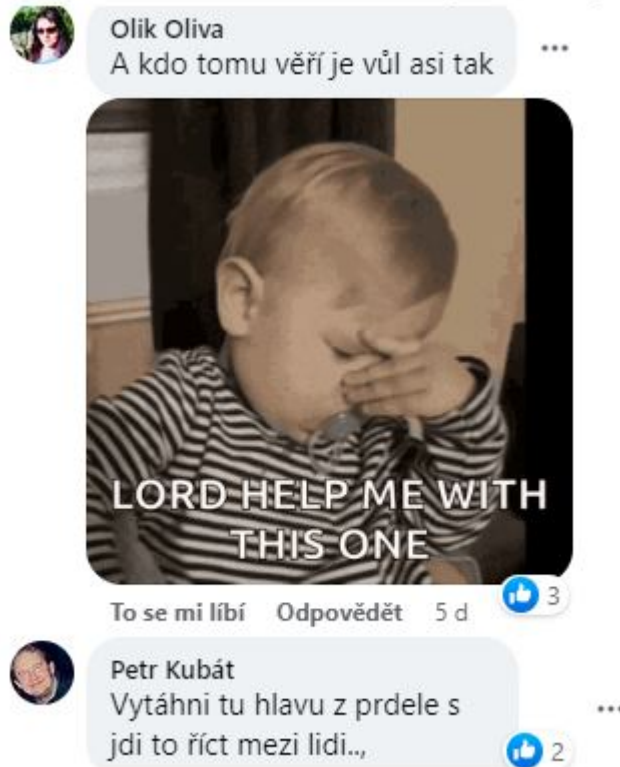 Olik Oliva
A kdo tomu věří je vůl asi tak
LORD HELP ME WITH
THIS ONE
3
To se mi líbí Odpovědět 5 d
Petr Kubát
Vytáhni tu hlavu z prdele s
jdi to říct mezi lidi..,
2